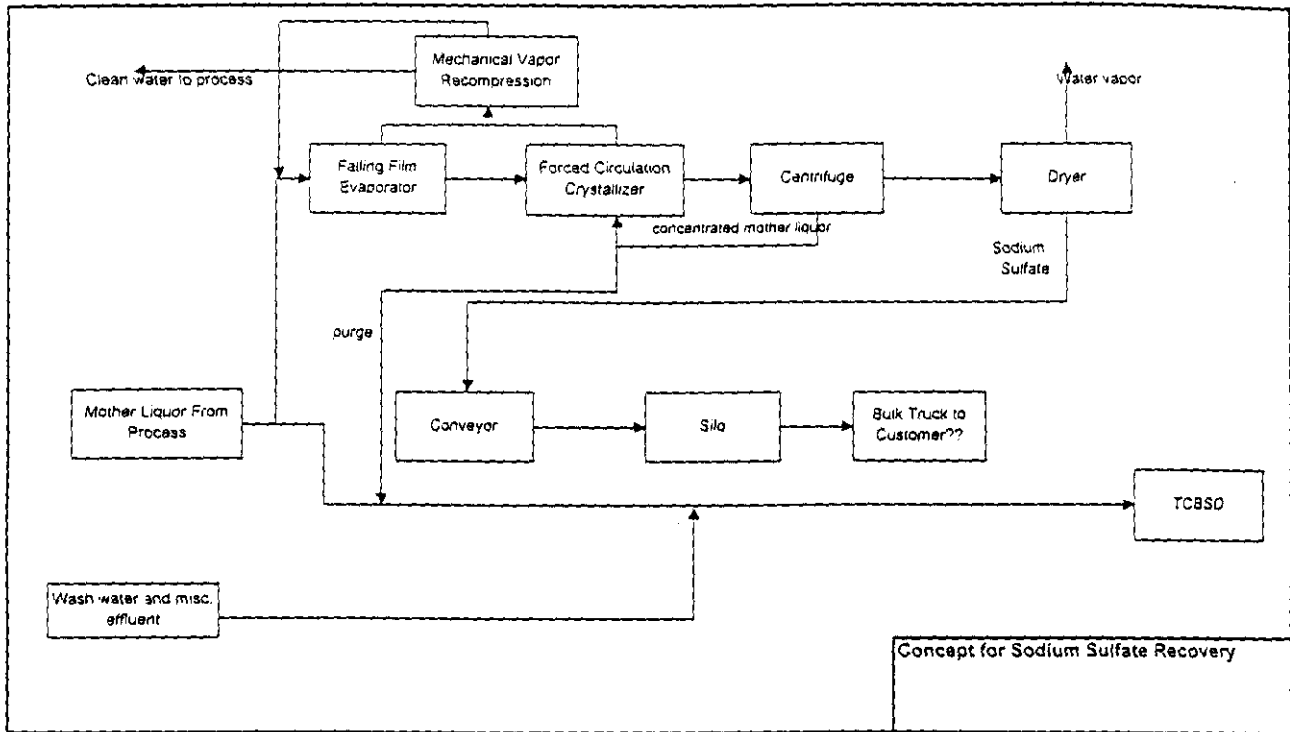 Mechanical Vapor
Recompression
Clean water to process
Water vapor
Falling Film
Evaporator
Forced Circulation
Crystallizer
Centrifuge
Dryer
concentrated mother liquor
Sodium
Sulfate
purge
Mother Liquor From
Process
Conveyor
Silo
Bulk Truck to
Customer??
TCBSD
Wash water and misc.
effluent
Concept for Sodium Sulfate Recovery